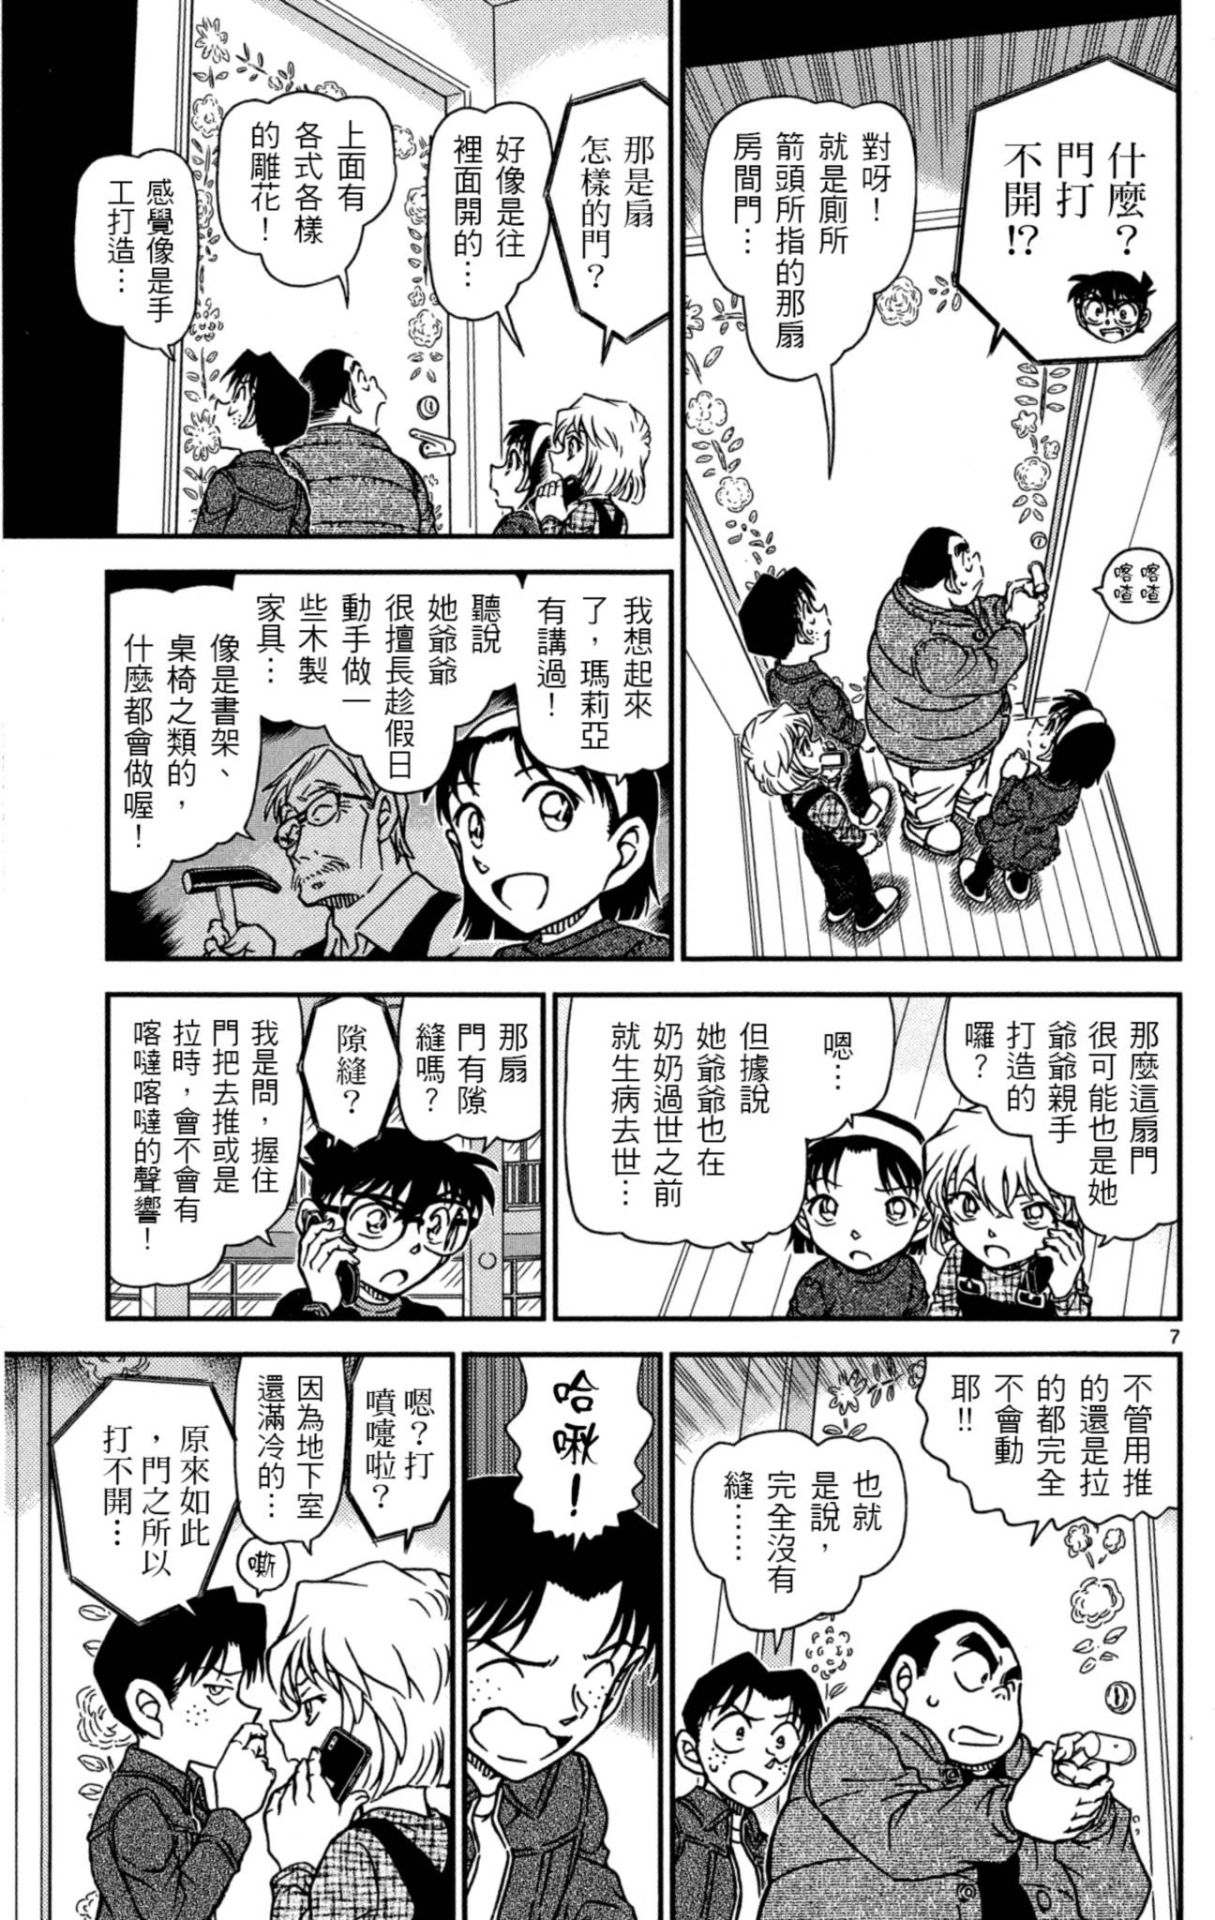 什麼？
門打
不開!?
對呀！
就是廁所
箭頭所指的那扇
房間門…
喀喳
喀喳
那是扇
怎樣的門？
好像是往
裡面開的…
上面有
各式各樣
的雕花！
感覺像是手
工打造…
我想起來
了，瑪莉亞
有講過！
聽說
她爺爺
很擅長趁假日
動手做一
些木製
家具…
像是書架、
桌椅之類的，
什麼都會做喔！
那麼這扇門
很可能也是她
爺爺親手
打造的
囉？
嗯…
但據說
她爺爺也在
奶奶過世之前
就生病去世…
那扇
門有隙
縫嗎？
隙縫？
我是問，握住
門把去推或是
拉時，會不會有
喀噠喀噠的聲響！
7
不管用推
的還是拉
的都完全
不會動
耶!!
也就
是說，
完全沒有
縫……
哈啾！
嗯？打
噴嚏啦？
因為地下室
還滿冷的…
嘶
原來如此
，門之所以
打不開…